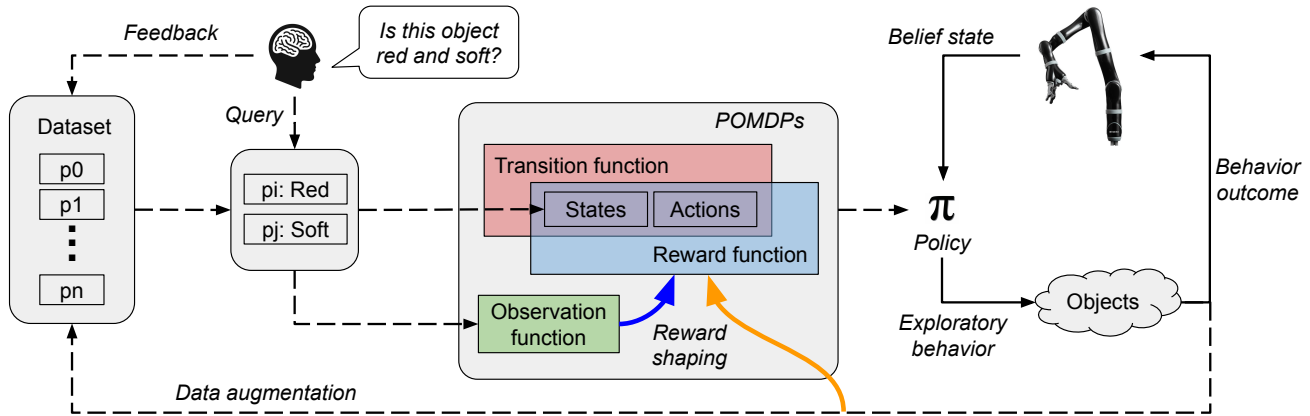 Feedback
Is this object
red and soft?
Belief state
Dataset
p0
p1
pn
Query
pi: Red
pj: Soft
POMDPs
Transition function
States
Actions
Reward function
Observation
function
Reward
shaping
π
Policy
Exploratory
behavior
Objects
Behavior
outcome
Data augmentation